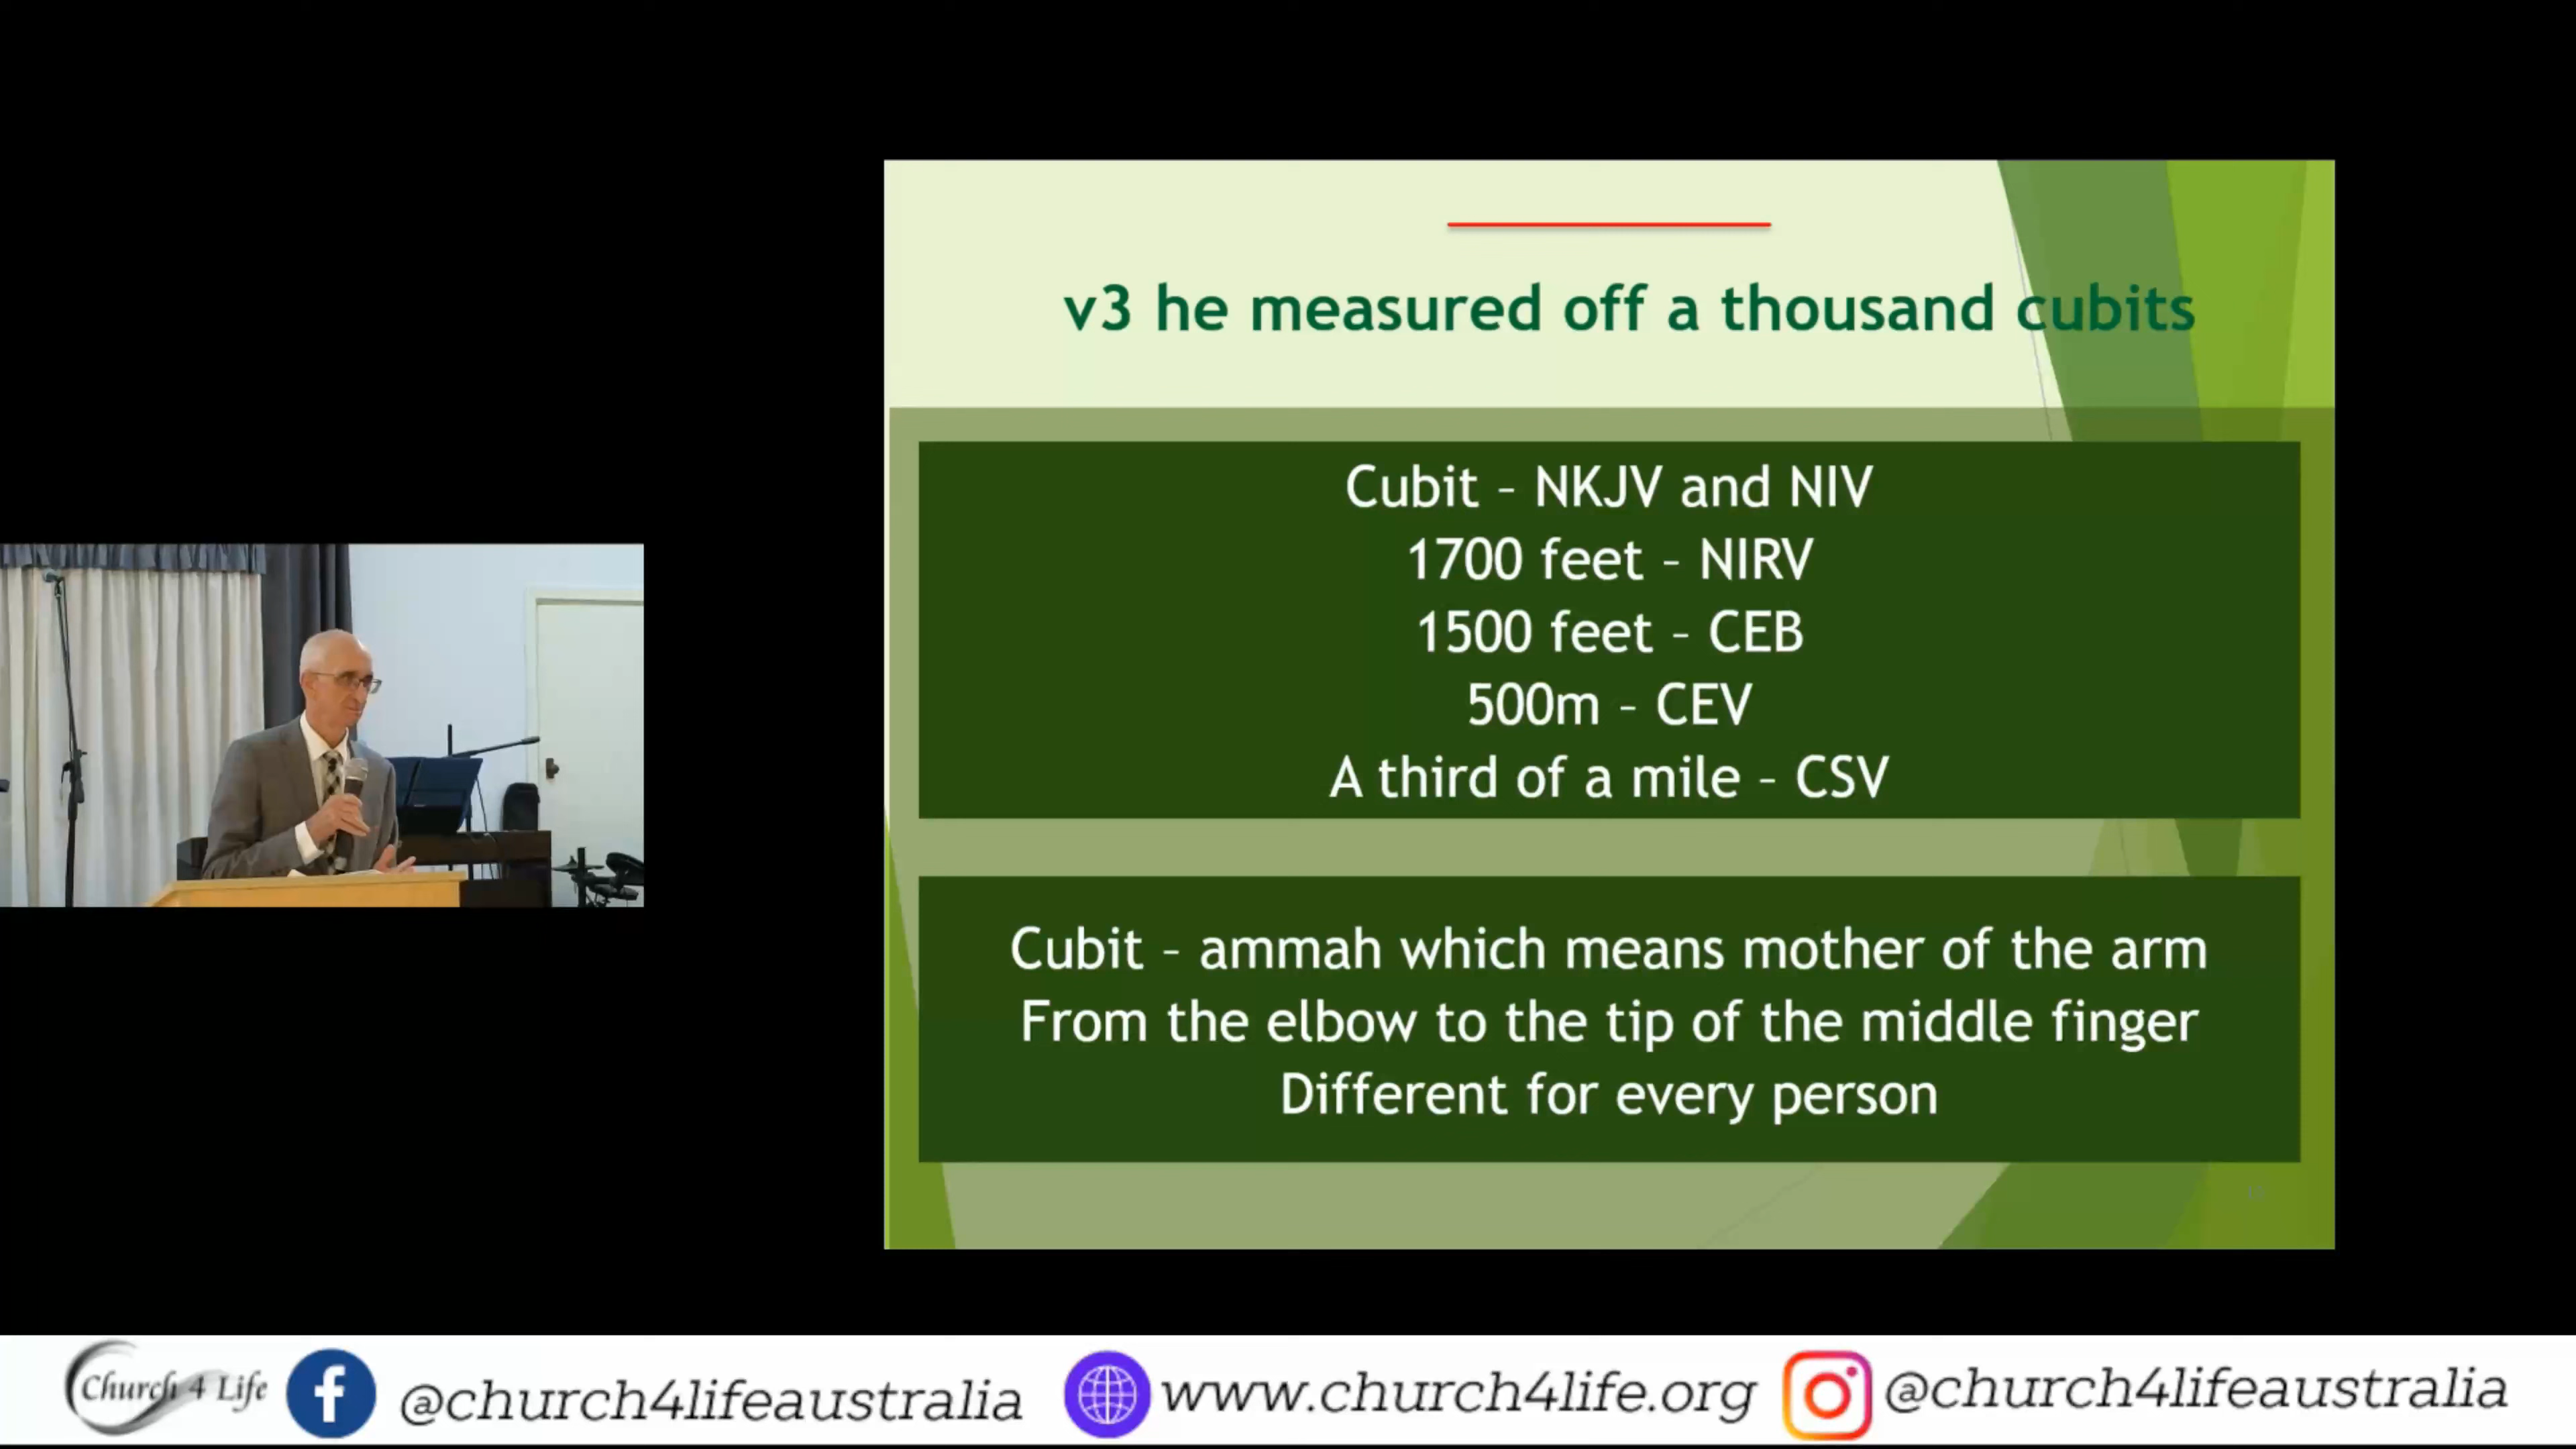 v3 he measured off a thousand cubits
Cubit – NKJV and NIV
1700 feet – NIRV
1500 feet – CEB
500m – CEV
A third of a mile – CSV
Cubit – ammah which means mother of the arm
From the elbow to the tip of the middle finger
Different for every person
Church 4 Life @church4lifeaustralia www.church4life.org @church4lifeaustralia